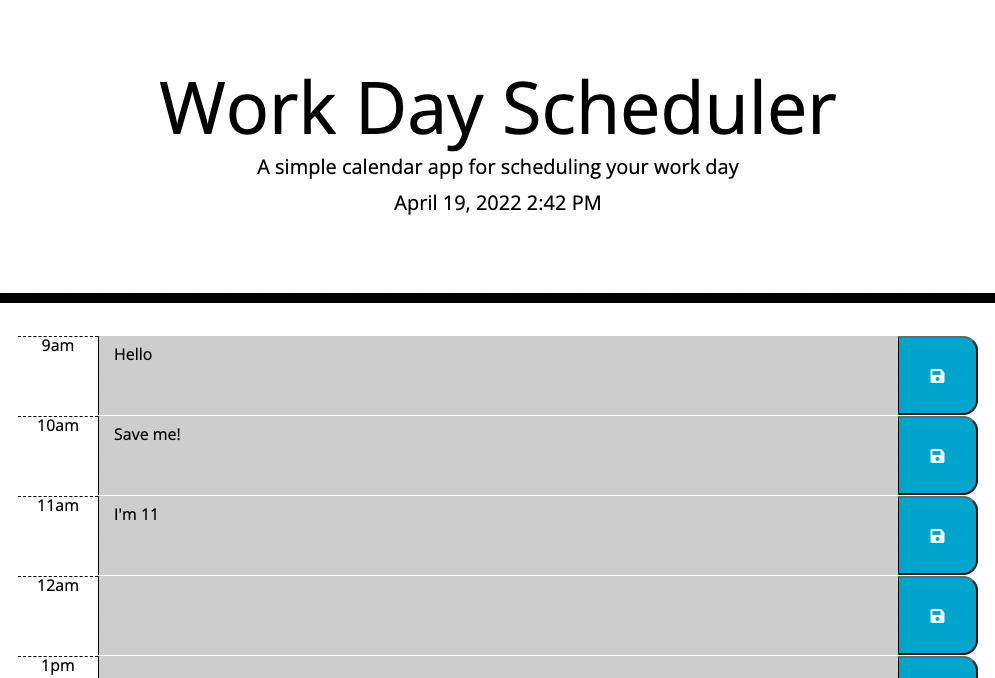 Work Day Scheduler
A simple calendar app for scheduling your work day
April 19, 2022 2:42 PM
9am
Hello
10am
Save me!
11am
I'm 11
12am
1pm